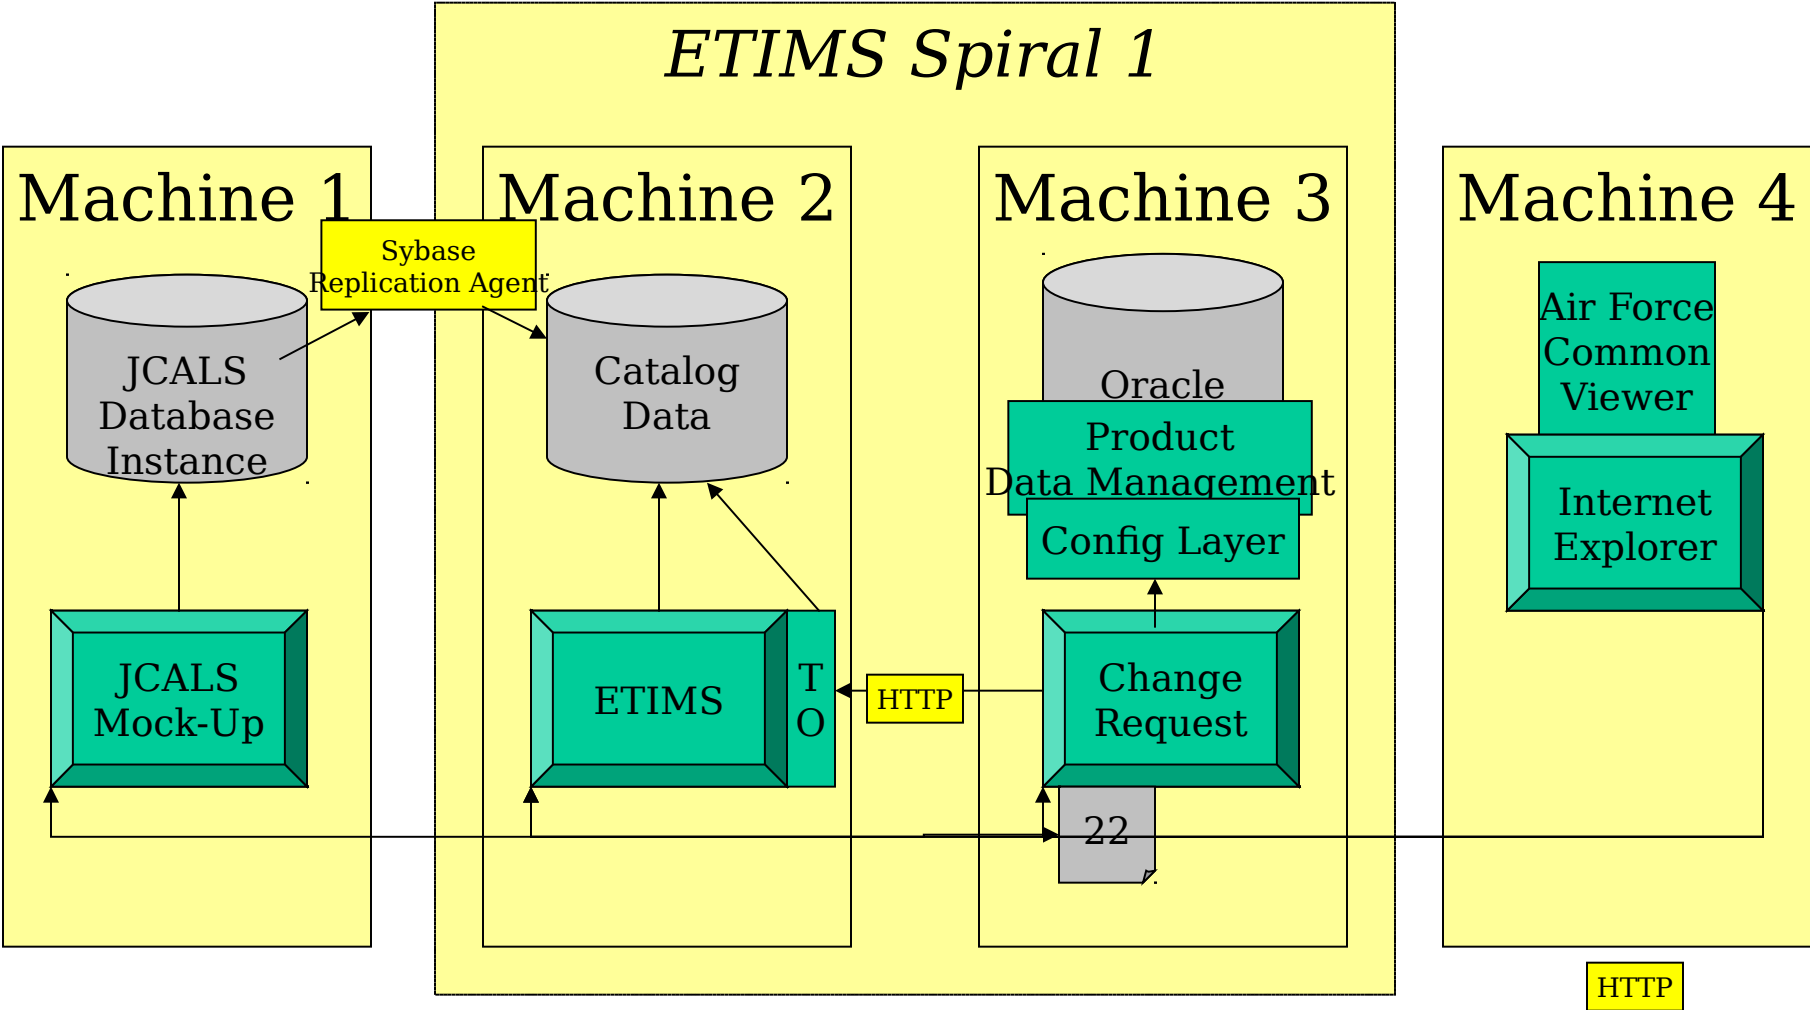 ETIMS Spiral 1
Machine 1
Machine 2
Machine 3
Machine 4
Sybase
Replication Agent
JCALS
Database
Instance
Catalog
Data
Oracle
Product
Data Management
Config Layer
Air Force
Common
Viewer
Internet
Explorer
JCALS
Mock-Up
ETIMS
T
O
HTTP
Change
Request
22
HTTP